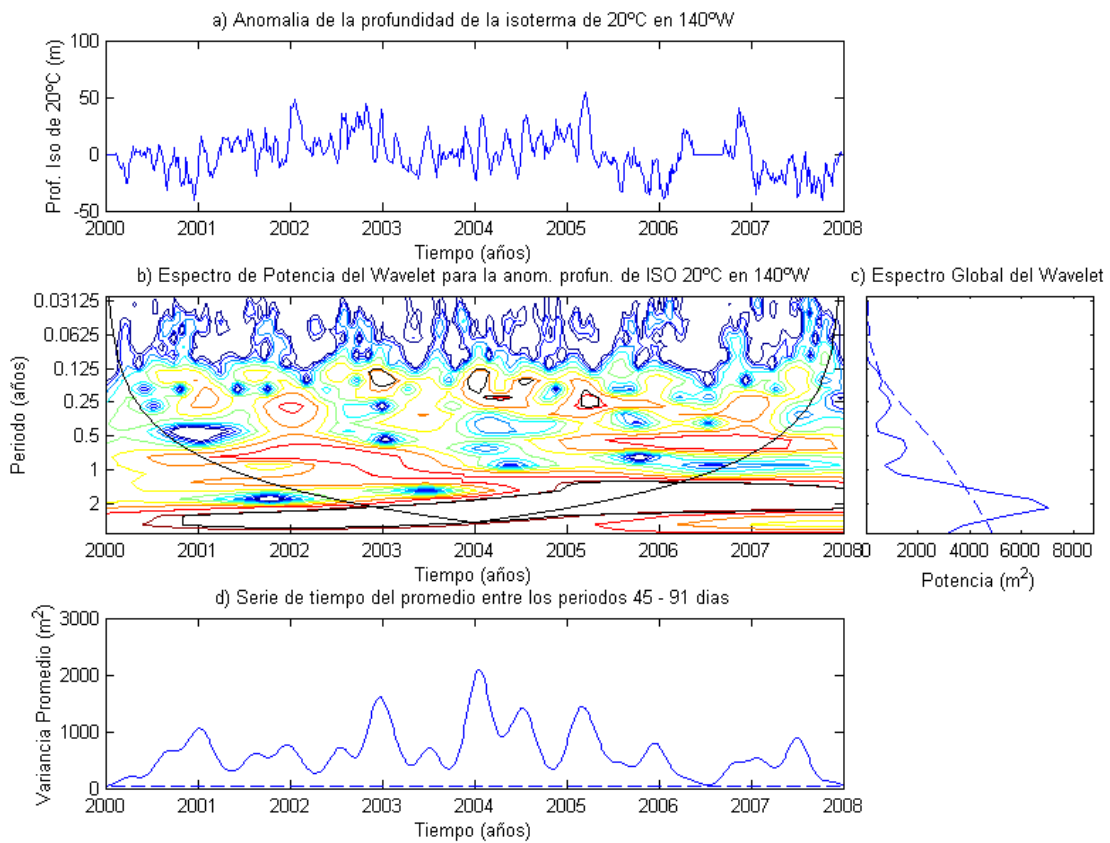 a) Anomalia de la profundidad de la isoterma de 20ºC en 140ºW
Prof. Iso de 20ºC (m)
100
50
0
-50
2000 2001 2002 2003 2004 2005 2006 2007 2008
Tiempo (años)
b) Espectro de Potencia del Wavelet para la anom. profun. de ISO 20ºC en 140ºW
Periodo (años)
0.03125
0.0625
0.125
0.25
0.5
1
2
2000 2001 2002 2003 2004 2005 2006 2007 2008
Tiempo (años)
c) Espectro Global del Wavelet
0 2000 4000 6000 8000
Potencia (m²)
d) Serie de tiempo del promedio entre los periodos 45 - 91 dias
Variancia Promedio (m²)
3000
2000
1000
0
2000 2001 2002 2003 2004 2005 2006 2007 2008
Tiempo (años)